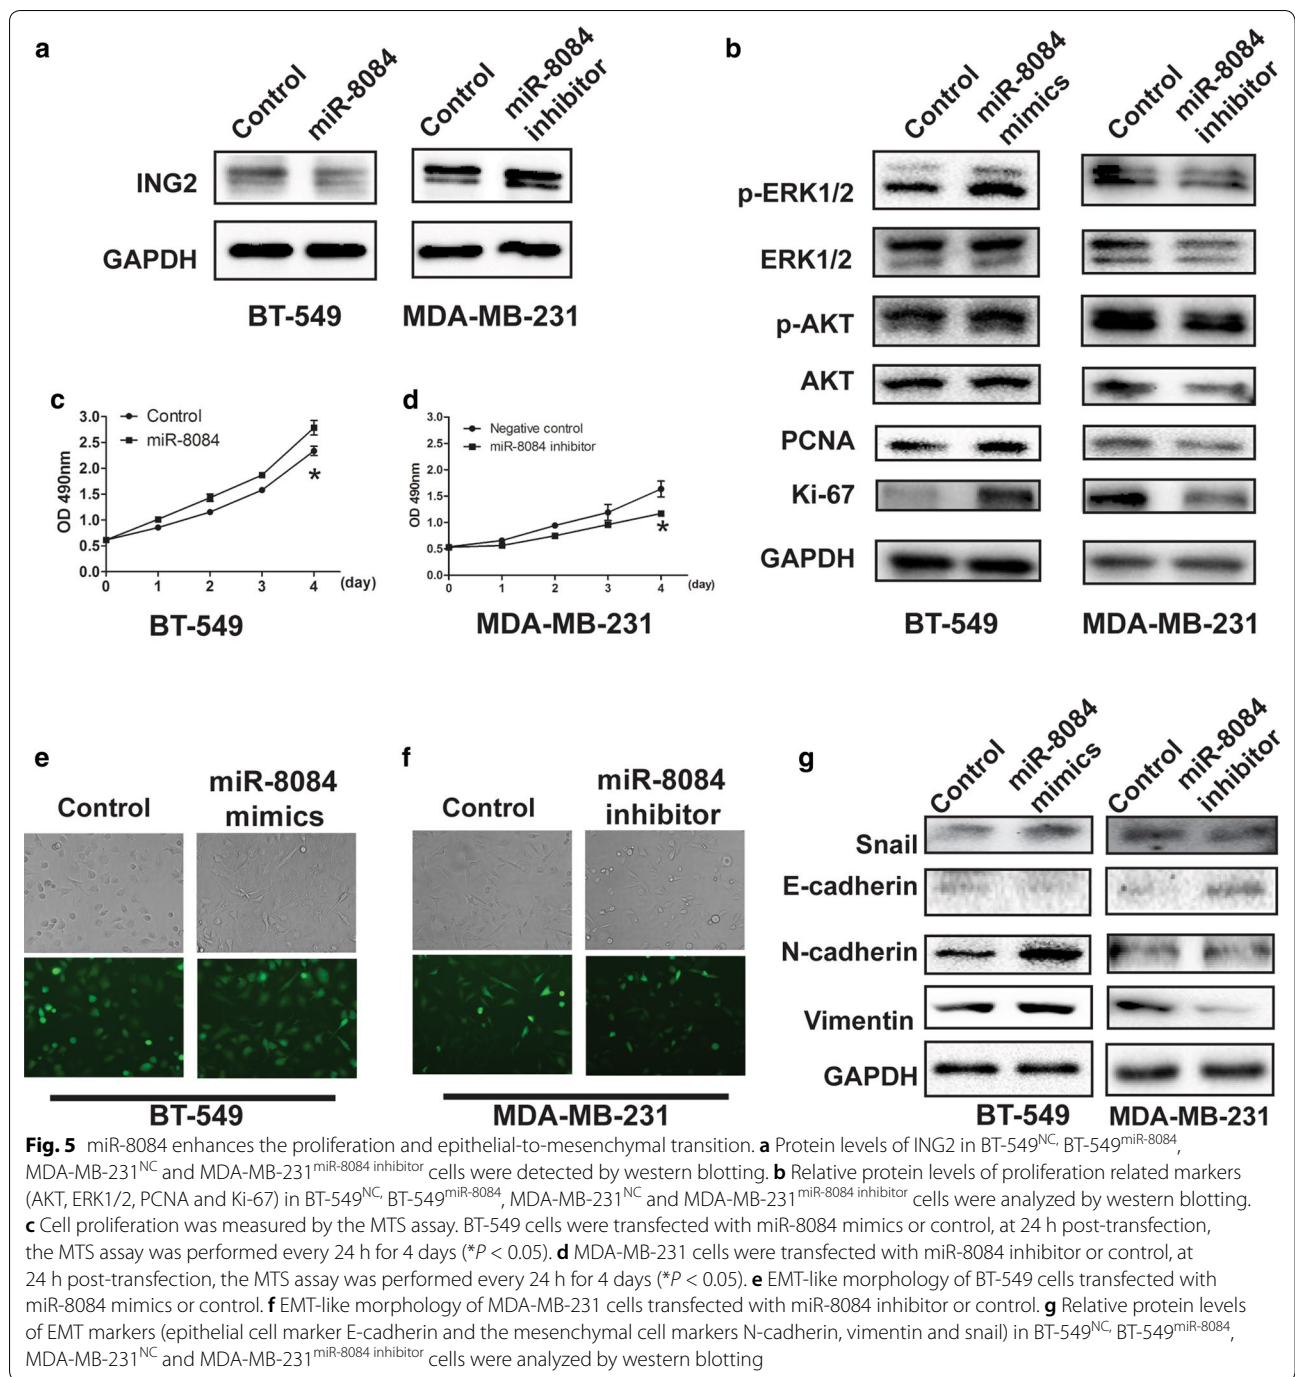 a
Control
miR-8084
Control
miR-8084
inhibitor
ING2
GAPDH
BT-549
MDA-MB-231
b
Control
miR-8084
mimics
Control
miR-8084
inhibitor
p-ERK1/2
ERK1/2
p-AKT
AKT
PCNA
Ki-67
GAPDH
BT-549
MDA-MB-231
c
3.0
2.5
2.0
1.5
1.0
0.5
0.0
OD 490nm
Control
miR-8084
*
0 1 2 3 4 (day)
BT-549
d
3.0
2.5
2.0
1.5
1.0
0.5
0.0
OD 490nm
Negative control
miR-8084 inhibitor
*
0 1 2 3 4 (day)
MDA-MB-231
e
Control
miR-8084
mimics
BT-549
f
Control
miR-8084
inhibitor
MDA-MB-231
g
Control
miR-8084
mimics
Control
miR-8084
inhibitor
Snail
E-cadherin
N-cadherin
Vimentin
GAPDH
BT-549
MDA-MB-231
Fig. 5 miR-8084 enhances the proliferation and epithelial-to-mesenchymal transition. a Protein levels of ING2 in BT-549NC, BT-549miR-8084,
MDA-MB-231NC and MDA-MB-231miR-8084 inhibitor cells were detected by western blotting. b Relative protein levels of proliferation related markers
(AKT, ERK1/2, PCNA and Ki-67) in BT-549NC, BT-549miR-8084, MDA-MB-231NC and MDA-MB-231miR-8084 inhibitor cells were analyzed by western blotting.
c Cell proliferation was measured by the MTS assay. BT-549 cells were transfected with miR-8084 mimics or control, at 24 h post-transfection,
the MTS assay was performed every 24 h for 4 days (*P < 0.05). d MDA-MB-231 cells were transfected with miR-8084 inhibitor or control, at
24 h post-transfection, the MTS assay was performed every 24 h for 4 days (*P < 0.05). e EMT-like morphology of BT-549 cells transfected with
miR-8084 mimics or control. f EMT-like morphology of MDA-MB-231 cells transfected with miR-8084 inhibitor or control. g Relative protein levels
of EMT markers (epithelial cell marker E-cadherin and the mesenchymal cell markers N-cadherin, vimentin and snail) in BT-549NC, BT-549miR-8084,
MDA-MB-231NC and MDA-MB-231miR-8084 inhibitor cells were analyzed by western blotting